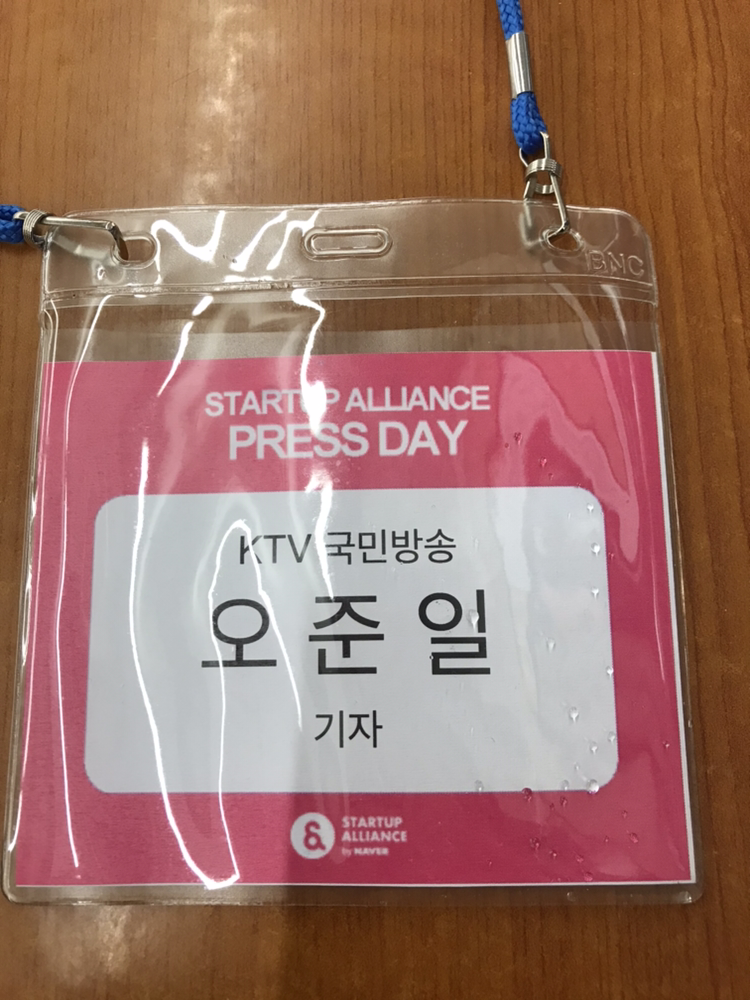 BNC
STARTUP ALLIANCE
PRESS DAY
KTV 국민방송
오준일
기자
&
STARTUP
ALLIANCE
by NAVER